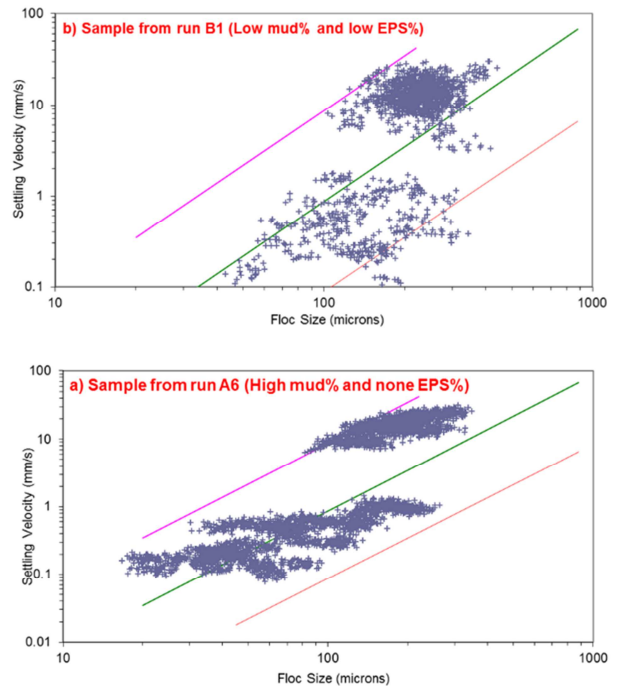 b) Sample from run B1 (Low mud% and low EPS%)
100
10
1
0.1
Settling Velocity (mm/s)
10
100
1000
Floc Size (microns)
a) Sample from run A6 (High mud% and none EPS%)
100
10
1
0.1
0.01
Settling Velocity (mm/s)
10
100
1000
Floc Size (microns)